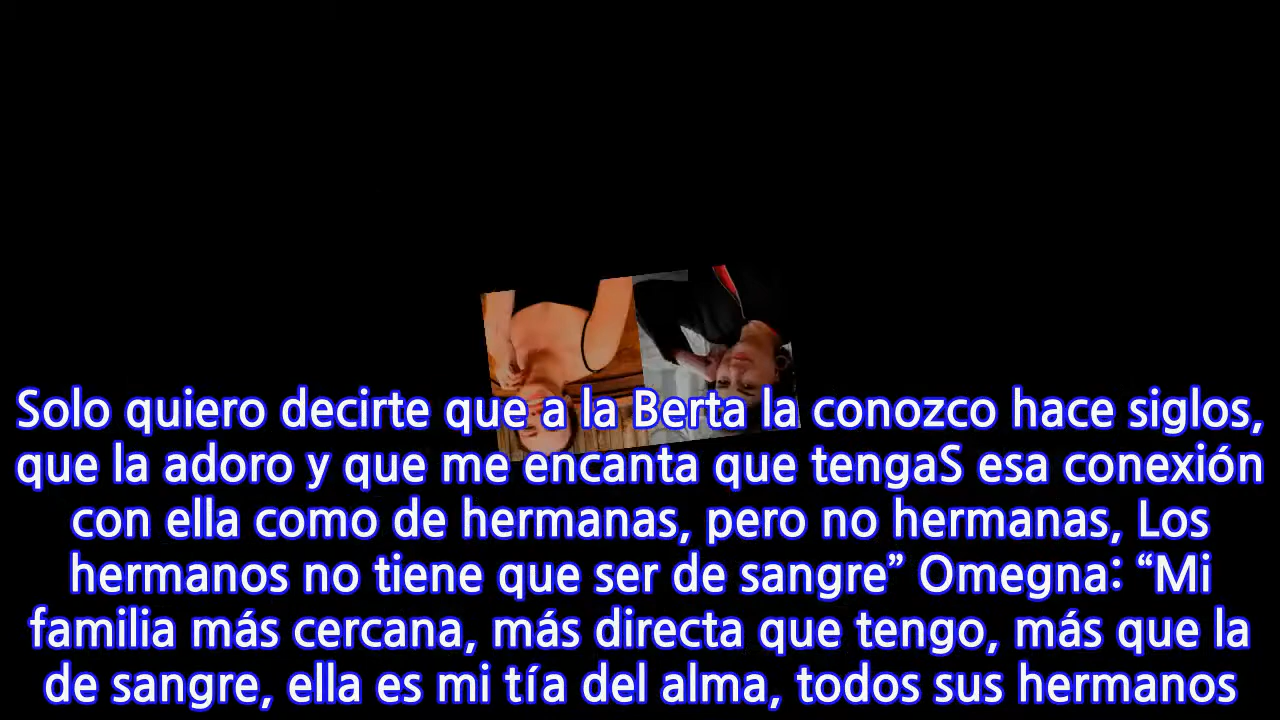 Solo quiero decirte que a la Berta la conozco hace siglos,
que la adoro y que me encanta que tengaS esa conexión
con ella como de hermanas, pero no hermanas, Los
hermanos no tiene que ser de sangre” Omegna: “Mi
familia más cercana, más directa que tengo, más que la
de sangre, ella es mi tía del alma, todos sus hermanos